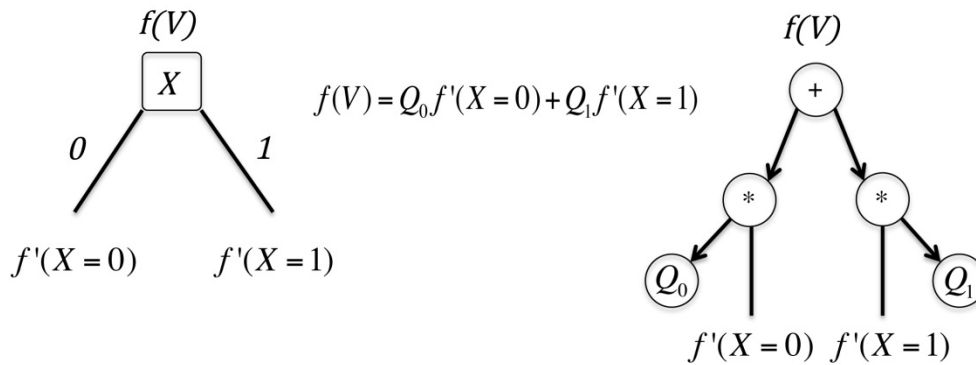 f(V)
X
0
1
f'(X = 0)
f'(X = 1)
f(V) = Q₀f'(X = 0) + Q₁f'(X = 1)
f(V)
+
*
*
Q₀
Q₁
f'(X = 0)
f'(X = 1)